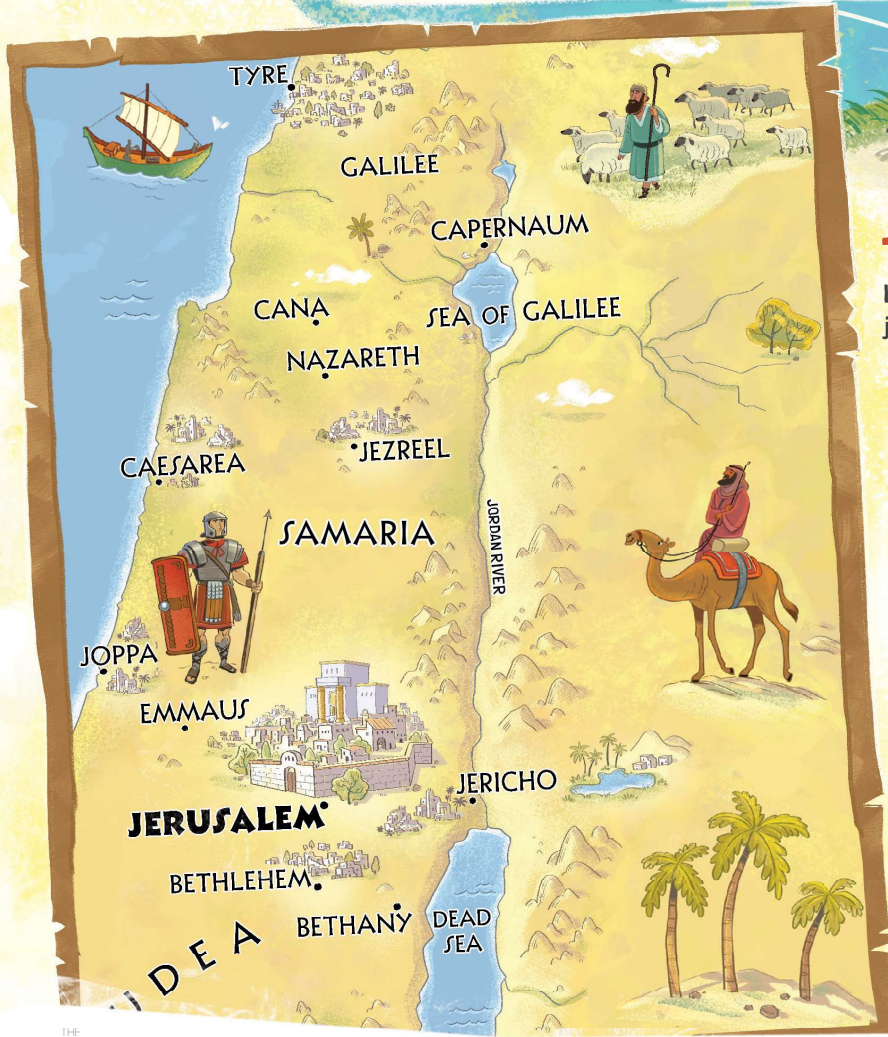 TYRE
GALILEE
CAPERNAUM
CANA
SEA OF GALILEE
NAZARETH
JEZREEL
CAESAREA
SAMARIA
JORDAN RIVER
JOPPA
EMMAUS
JERICHO
JERUSALEM
BETHLEHEM
BETHANY
DEAD
SEA
UDEA
THE